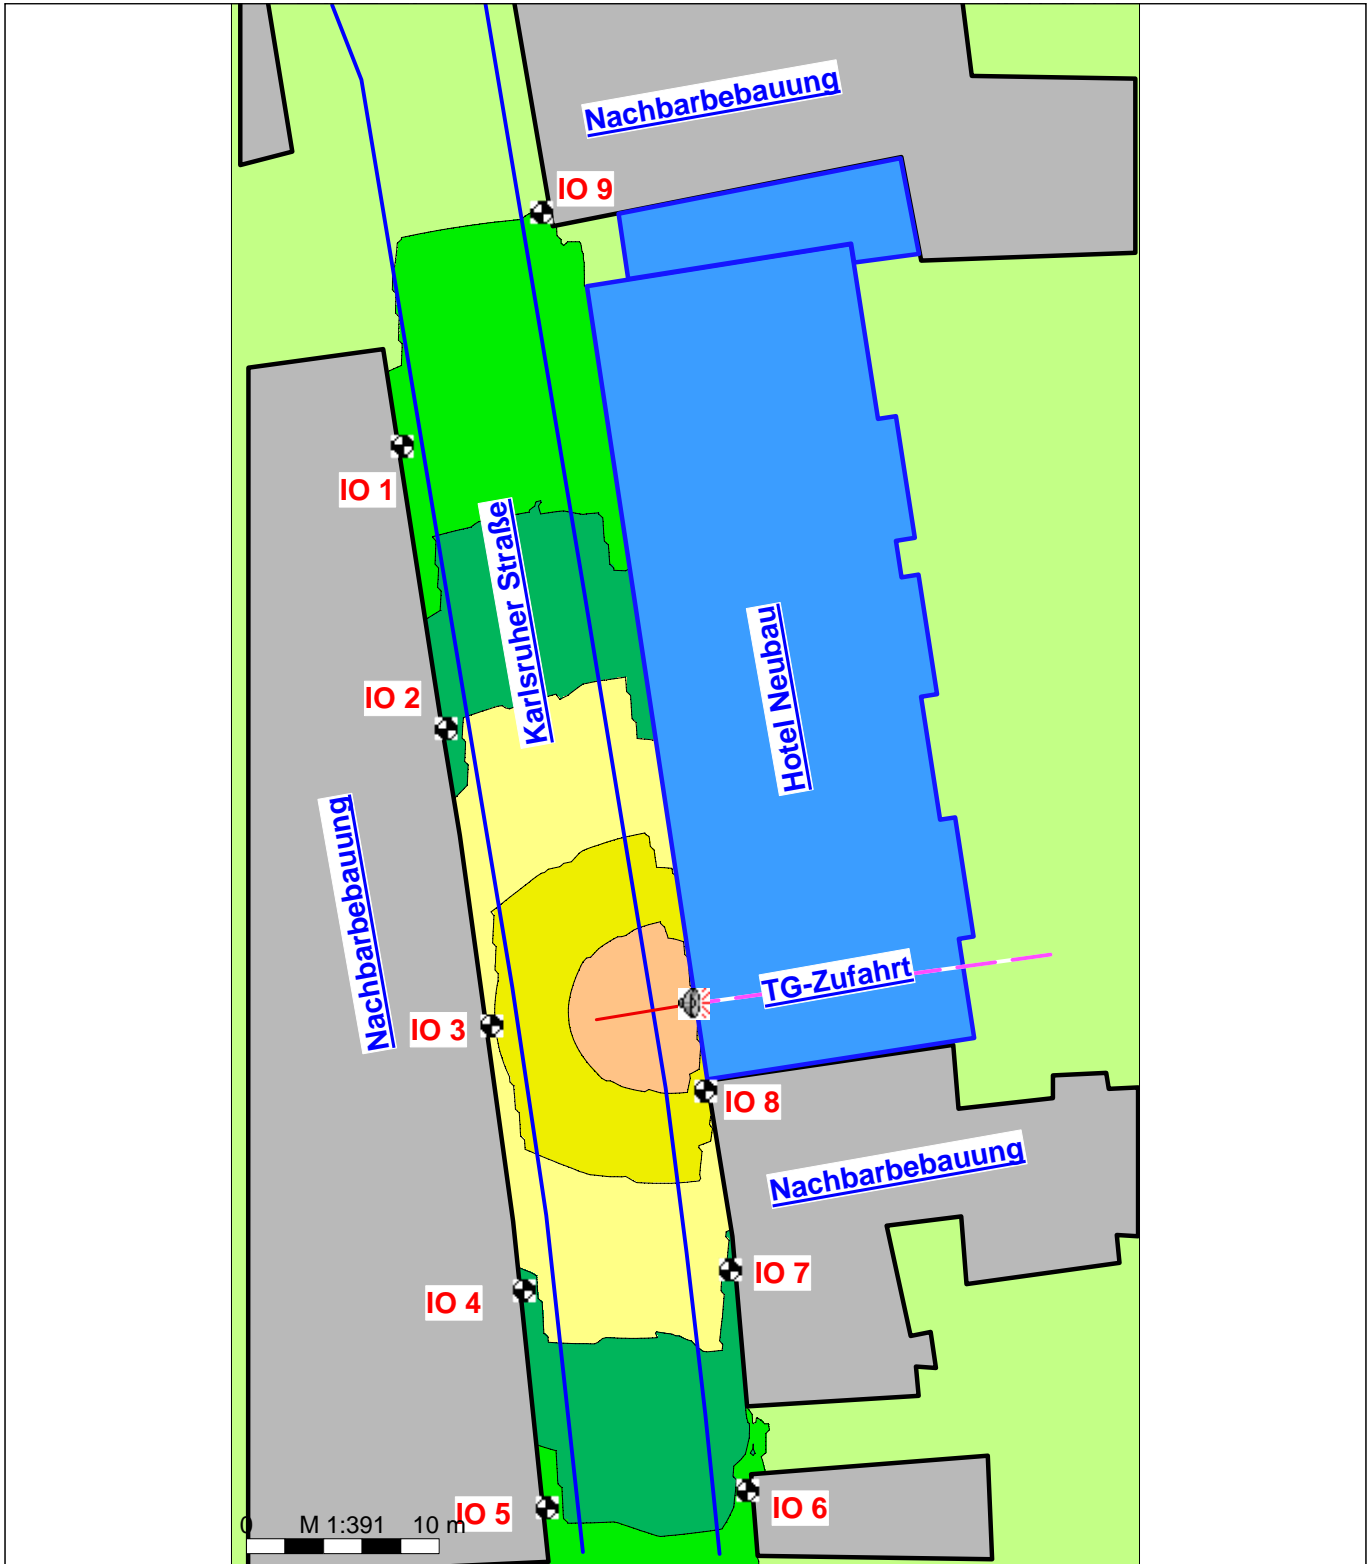 Nachbarbebauung
IO 9
IO 1
Karlsruher Straße
Hotel Neubau
IO 2
Nachbarbebauung
TG-Zufahrt
IO 3
IO 8
Nachbarbebauung
IO 7
IO 4
IO 6
IO 5
0 M 1:391 10 m